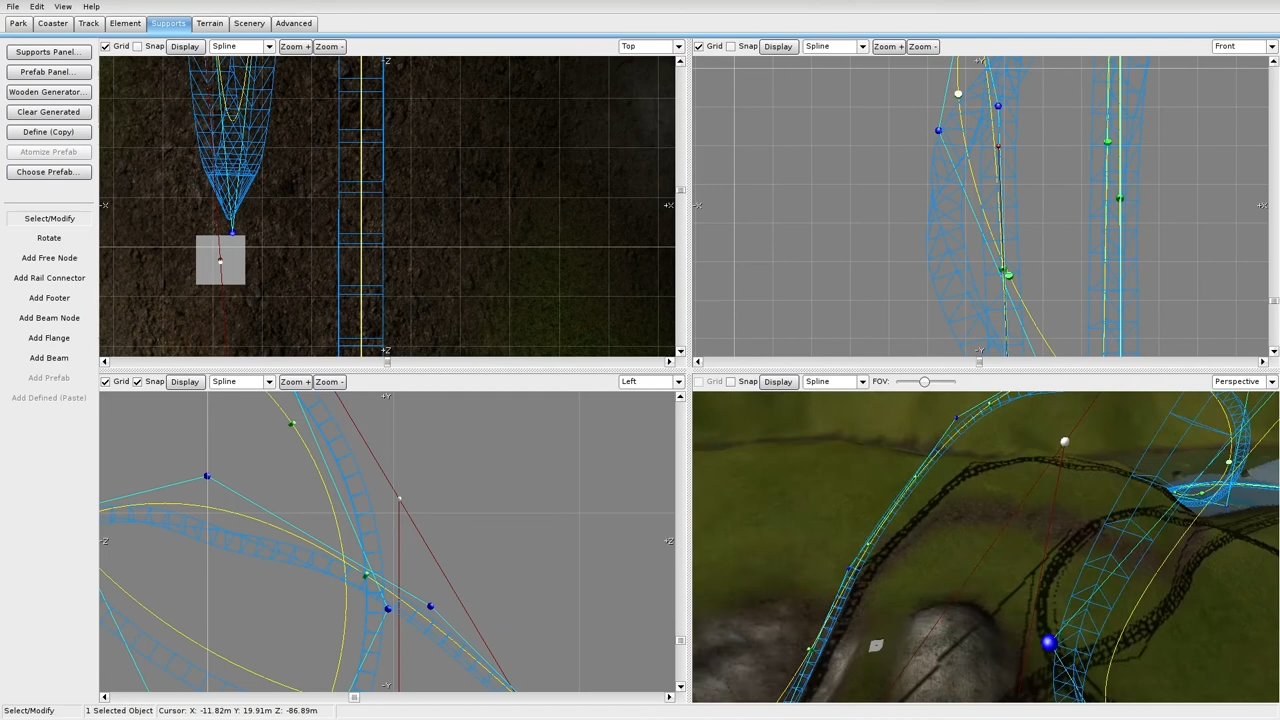 File Edit View Help
Park Coaster Track Element Supports Terrain Scenery Advanced
Supports Panel...
Prefab Panel...
Wooden Generator...
Clear Generated
Define (Copy)
Atomize Prefab
Choose Prefab...
Select/Modify
Rotate
Add Free Node
Add Rail Connector
Add Footer
Add Beam Node
Add Flange
Add Beam
Add Prefab
Add Defined (Paste)
Grid Snap Display Spline Zoom + Zoom - Top
-Z
-X
+X
+Z
Grid Snap Display Spline Zoom + Zoom - Front
+Y
-X
+X
-Y
Grid Snap Display Spline Zoom + Zoom - Left
+Y
-Z
+Z
-Y
Grid Snap Display Spline FOV: Perspective
Select/Modify 1 Selected Object Cursor: X: -11.82m Y: 19.91m Z: -86.89m